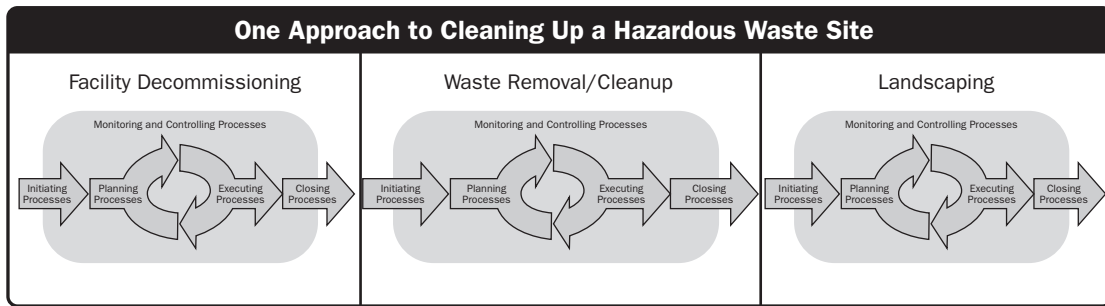 One Approach to Cleaning Up a Hazardous Waste Site
Facility Decommissioning
Monitoring and Controlling Processes
Initiating
Processes
Planning
Processes
Executing
Processes
Closing
Processes
Waste Removal/Cleanup
Monitoring and Controlling Processes
Initiating
Processes
Planning
Processes
Executing
Processes
Closing
Processes
Landscaping
Monitoring and Controlling Processes
Initiating
Processes
Planning
Processes
Executing
Processes
Closing
Processes